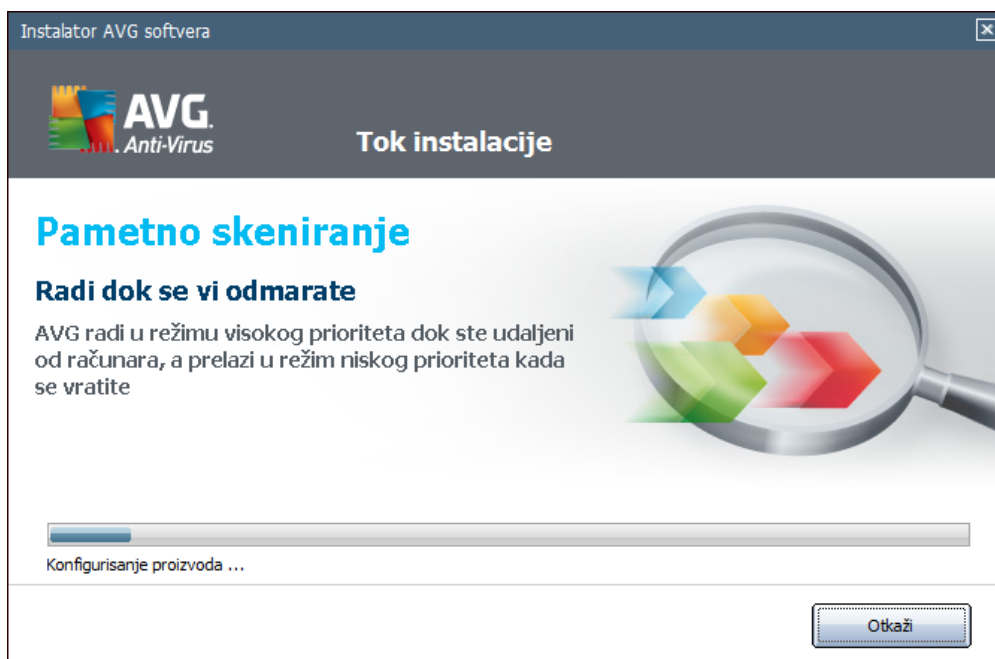 Instalator AVG softvera
AVG.
Anti-Virus
Tok instalacije
Pametno skeniranje
Radi dok se vi odmarate
AVG radi u režimu visokog prioriteta dok ste udaljeni
od računara, a prelazi u režim niskog prioriteta kada
se vratite
Konfigurisanje proizvoda ...
Otkaži